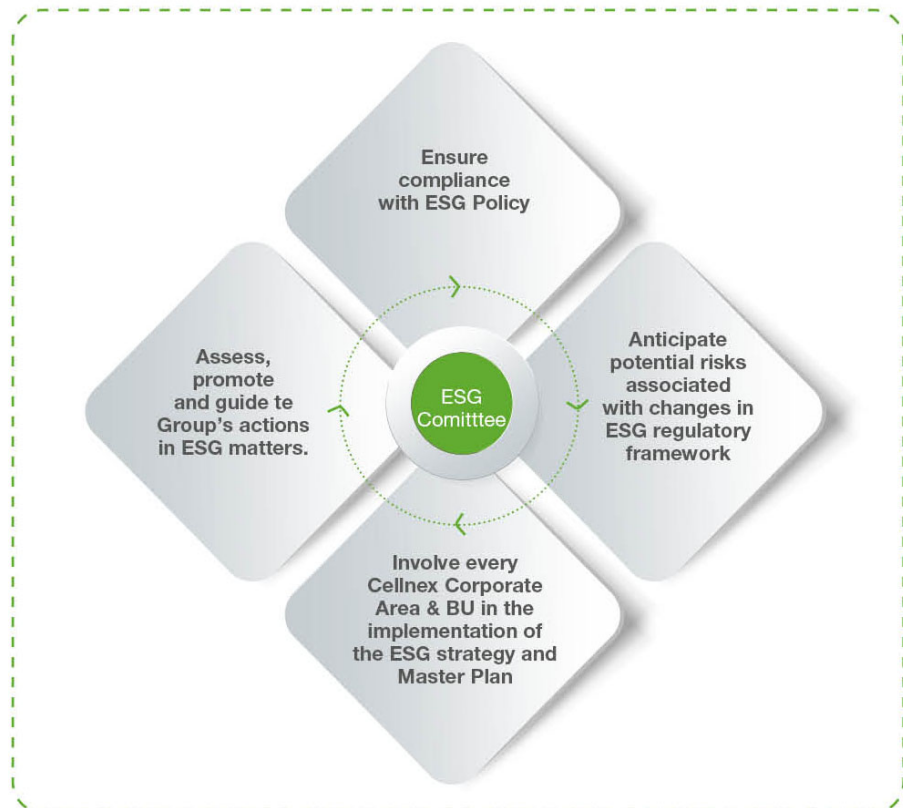 Ensure
compliance
with ESG Policy
Anticipate
potential risks
associated
with changes in
ESG regulatory
framework
Involve every
Cellnex Corporate
Area & BU in the
implementation of
the ESG strategy and
Master Plan
Assess,
promote
and guide te
Group's actions
in ESG matters.
ESG
Comitttee